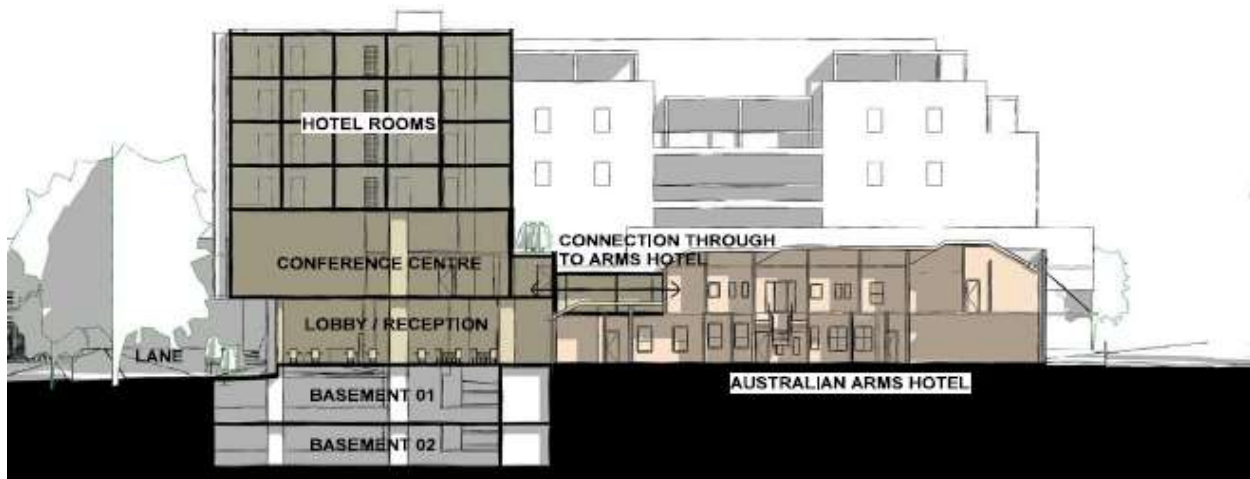 HOTEL ROOMS
CONNECTION THROUGH
TO ARMS HOTEL
CONFERENCE CENTRE
LOBBY / RECEPTION
LANE
AUSTRALIAN ARMS HOTEL
BASEMENT 01
BASEMENT 02